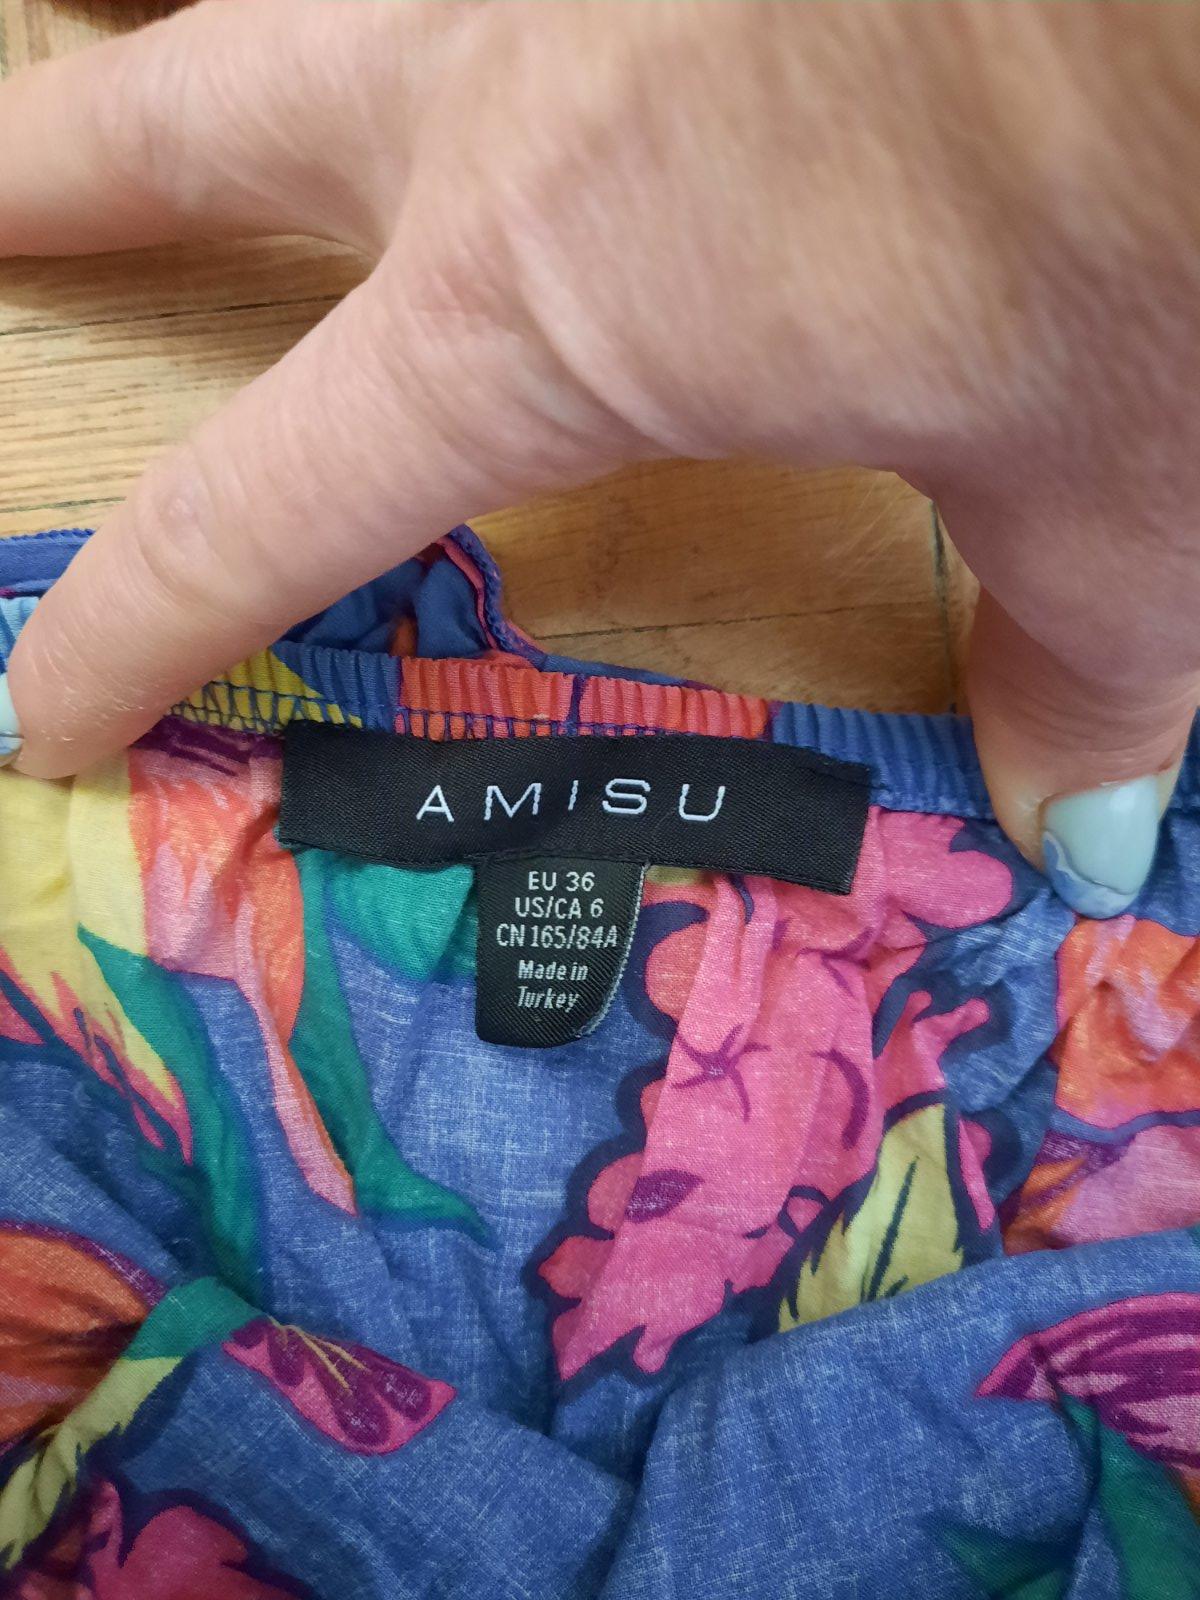 AMISU
EU 36
US/CA 6
CN 165/84A
Made in
Turkey